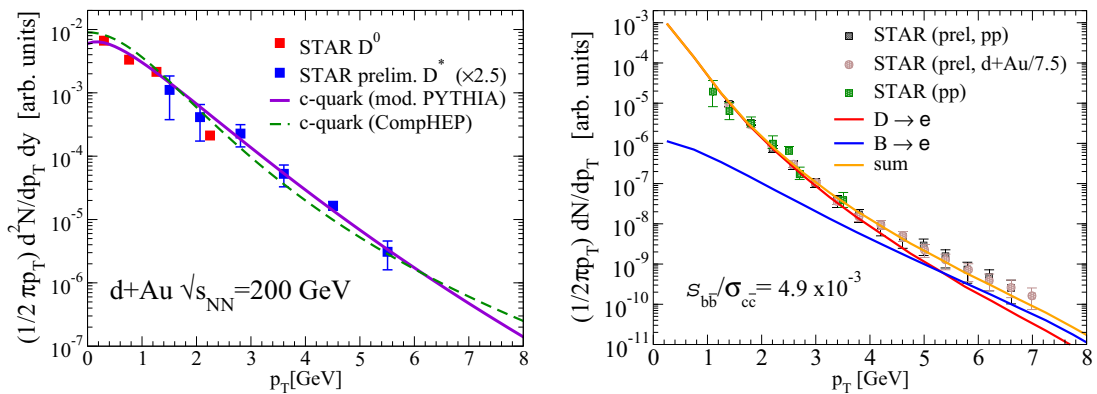 (1/2 πp_T) d²N/dp_T dy [arb. units]
10⁻²
10⁻³
10⁻⁴
10⁻⁵
10⁻⁶
10⁻⁷
STAR D⁰
STAR prelim. D* (×2.5)
c-quark (mod. PYTHIA)
c-quark (CompHEP)
d+Au √s_NN=200 GeV
0 1 2 3 4 5 6 7 8
p_T[GeV]
(1/2πp_T) dN/dp_T [arb. units]
10⁻³
10⁻⁴
10⁻⁵
10⁻⁶
10⁻⁷
10⁻⁸
10⁻⁹
10⁻¹⁰
10⁻¹¹
STAR (prel, pp)
STAR (prel, d+Au/7.5)
STAR (pp)
D → e
B → e
sum
s_bb̄/σ_cc̄= 4.9 x10⁻³
0 1 2 3 4 5 6 7 8
p_T[GeV]